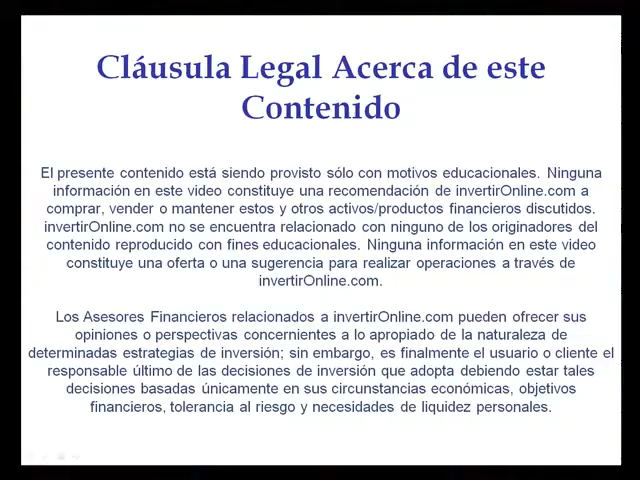 Cláusula Legal Acerca de este
Contenido
El presente contenido está siendo provisto sólo con motivos educacionales. Ninguna
información en este video constituye una recomendación de invertirOnline.com a
comprar, vender o mantener estos y otros activos/productos financieros discutidos.
invertirOnline.com no se encuentra relacionado con ninguno de los originadores del
contenido reproducido con fines educacionales. Ninguna información en este video
constituye una oferta o una sugerencia para realizar operaciones a través de
invertirOnline.com.
Los Asesores Financieros relacionados a invertirOnline.com pueden ofrecer sus
opiniones o perspectivas concernientes a lo apropiado de la naturaleza de
determinadas estrategias de inversión; sin embargo, es finalmente el usuario o cliente el
responsable último de las decisiones de inversión que adopta debiendo estar tales
decisiones basadas únicamente en sus circunstancias económicas, objetivos
financieros, tolerancia al riesgo y necesidades de liquidez personales.